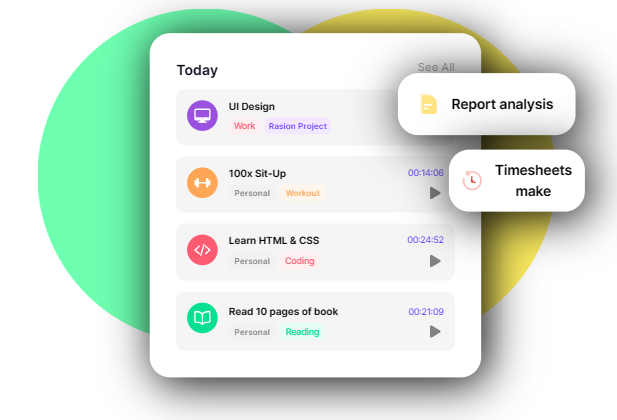 Today
See All
Report analysis
UI Design
Work Rasion Project
Timesheets
make
100x Sit-Up
00:14:06
Personal Workout
Learn HTML & CSS
00:24:52
Personal Coding
Read 10 pages of book
00:21:09
Personal Reading